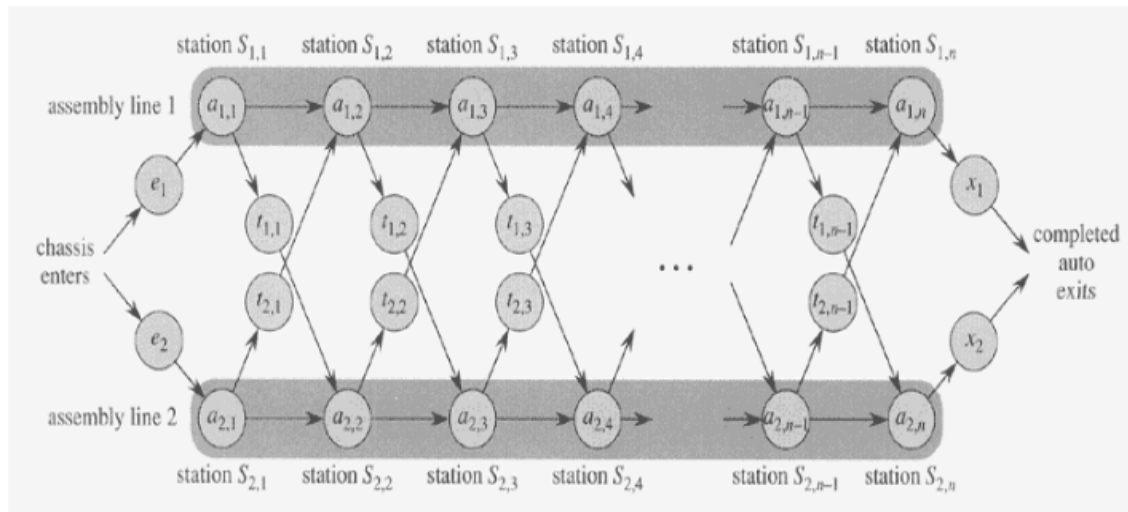 station S1,1 station S1,2 station S1,3 station S1,4 station S1,n−1 station S1,n
assembly line 1 a1,1 a1,2 a1,3 a1,4 a1,n−1 a1,n
e1 x1
t1,1 t1,2 t1,3 t1,n−1
chassis enters
...
completed auto exits
t2,1 t2,2 t2,3 t2,n−1
e2 x2
assembly line 2 a2,1 a2,2 a2,3 a2,4 a2,n−1 a2,n
station S2,1 station S2,2 station S2,3 station S2,4 station S2,n−1 station S2,n